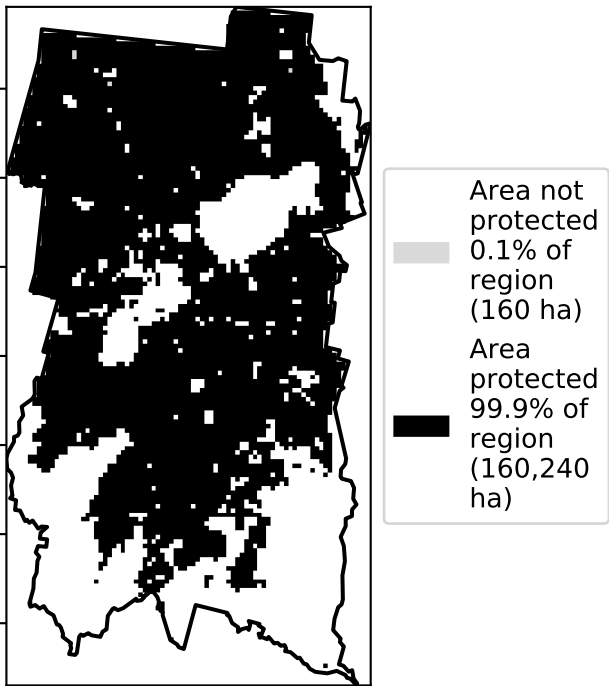 Area not
protected
0.1% of
region
(160 ha)
Area
protected
99.9% of
region
(160,240
ha)